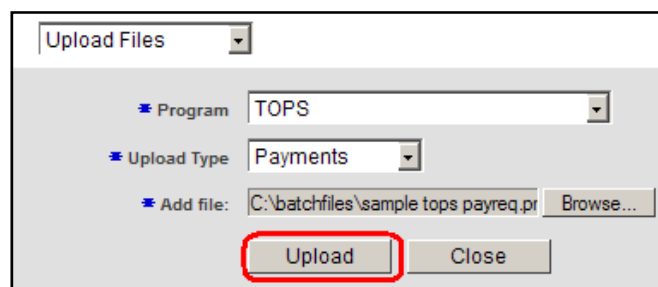 Upload Files
Program TOPS
Upload Type Payments
Add file: C:\batchfiles\sample tops payreq.pr Browse...
Upload Close